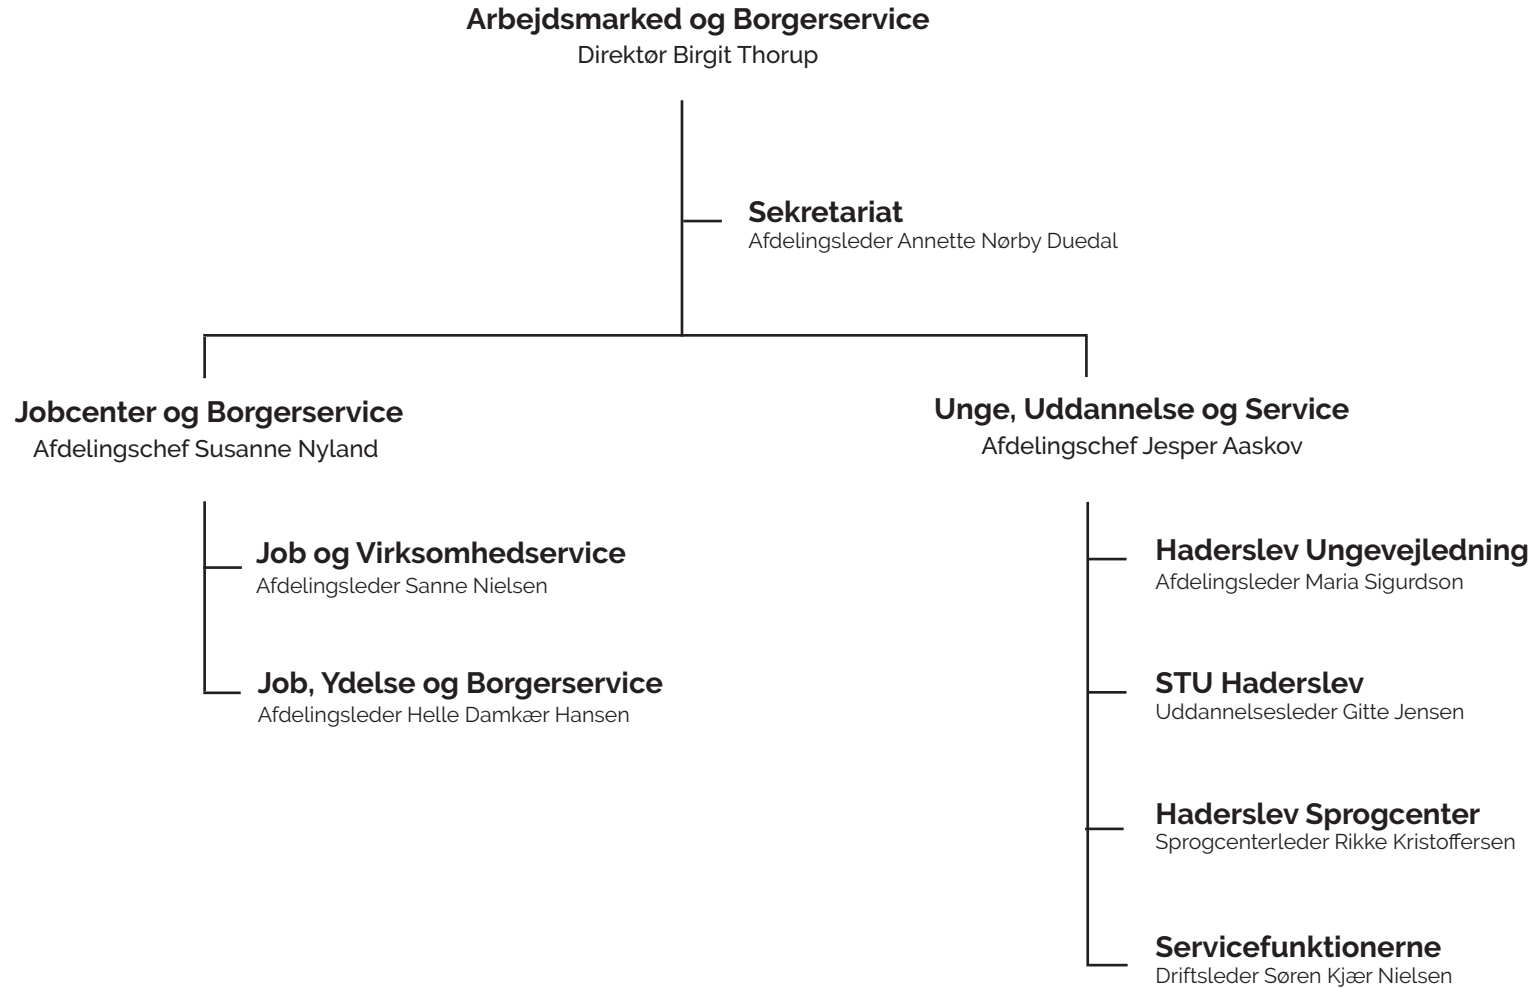 Arbejdsmarked og Borgerservice
Direktør Birgit Thorup
Sekretariat
Afdelingsleder Annette Nørby Duedal
Jobcenter og Borgerservice
Afdelingschef Susanne Nyland
Job og Virksomhedservice
Afdelingsleder Sanne Nielsen
Job, Ydelse og Borgerservice
Afdelingsleder Helle Damkær Hansen
Unge, Uddannelse og Service
Afdelingschef Jesper Aaskov
Haderslev Ungevejledning
Afdelingsleder Maria Sigurdson
STU Haderslev
Uddannelsesleder Gitte Jensen
Haderslev Sprogcenter
Sprogcenterleder Rikke Kristoffersen
Servicefunktionerne
Driftsleder Søren Kjær Nielsen